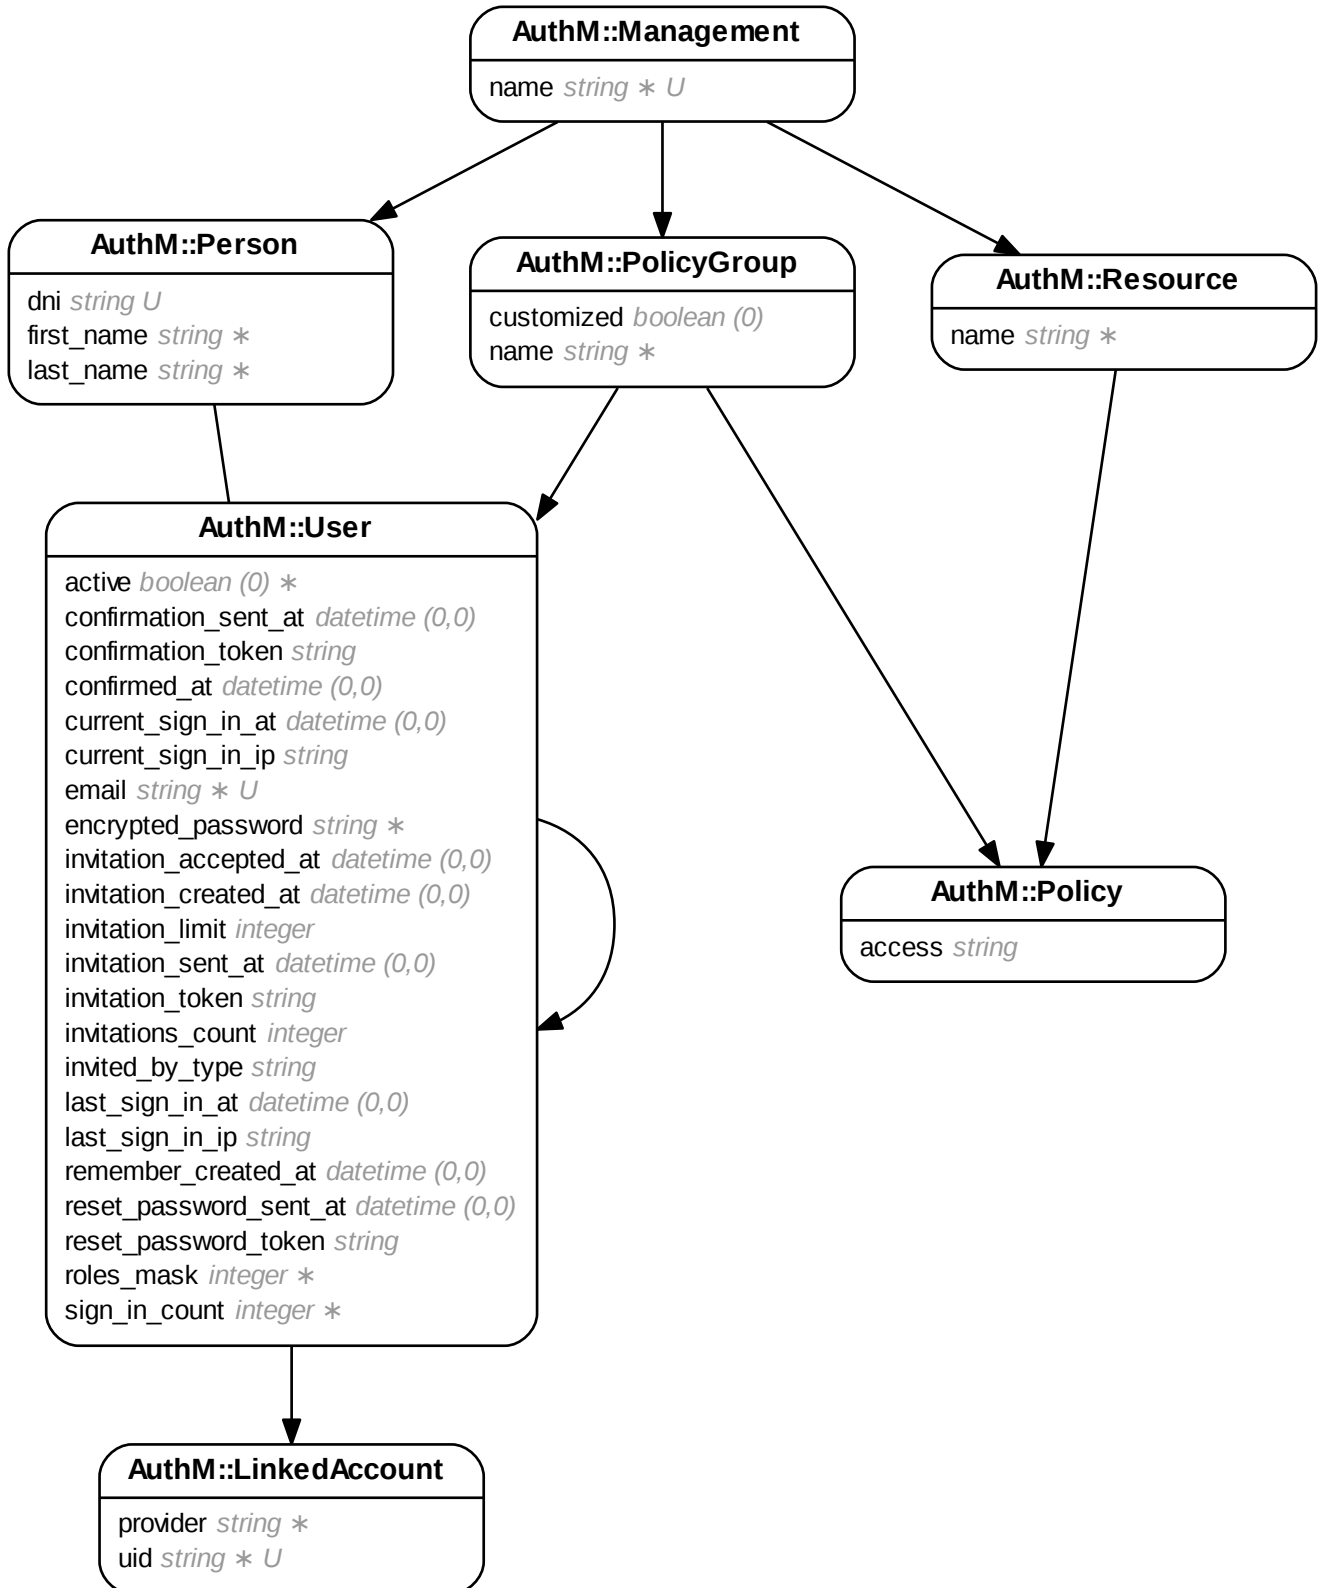 AuthM::Management
name string ∗ U
AuthM::Person
dni string U
first_name string ∗
last_name string ∗
AuthM::PolicyGroup
customized boolean (0)
name string ∗
AuthM::Resource
name string ∗
AuthM::User
active boolean (0) ∗
confirmation_sent_at datetime (0,0)
confirmation_token string
confirmed_at datetime (0,0)
current_sign_in_at datetime (0,0)
current_sign_in_ip string
email string ∗ U
encrypted_password string ∗
invitation_accepted_at datetime (0,0)
invitation_created_at datetime (0,0)
invitation_limit integer
invitation_sent_at datetime (0,0)
invitation_token string
invitations_count integer
invited_by_type string
last_sign_in_at datetime (0,0)
last_sign_in_ip string
remember_created_at datetime (0,0)
reset_password_sent_at datetime (0,0)
reset_password_token string
roles_mask integer ∗
sign_in_count integer ∗
AuthM::Policy
access string
AuthM::LinkedAccount
provider string ∗
uid string ∗ U